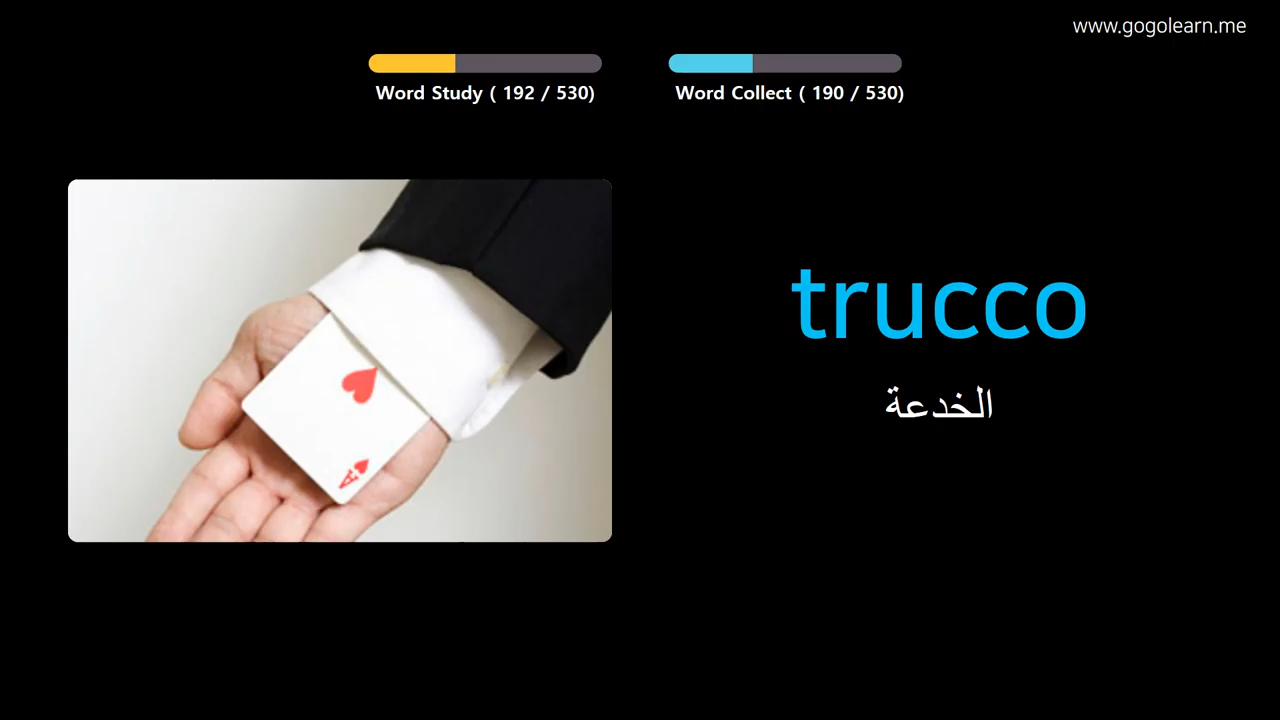 www.gogolearn.me
Word Study ( 192 / 530)
Word Collect ( 190 / 530)
A
trucco
الخدعة